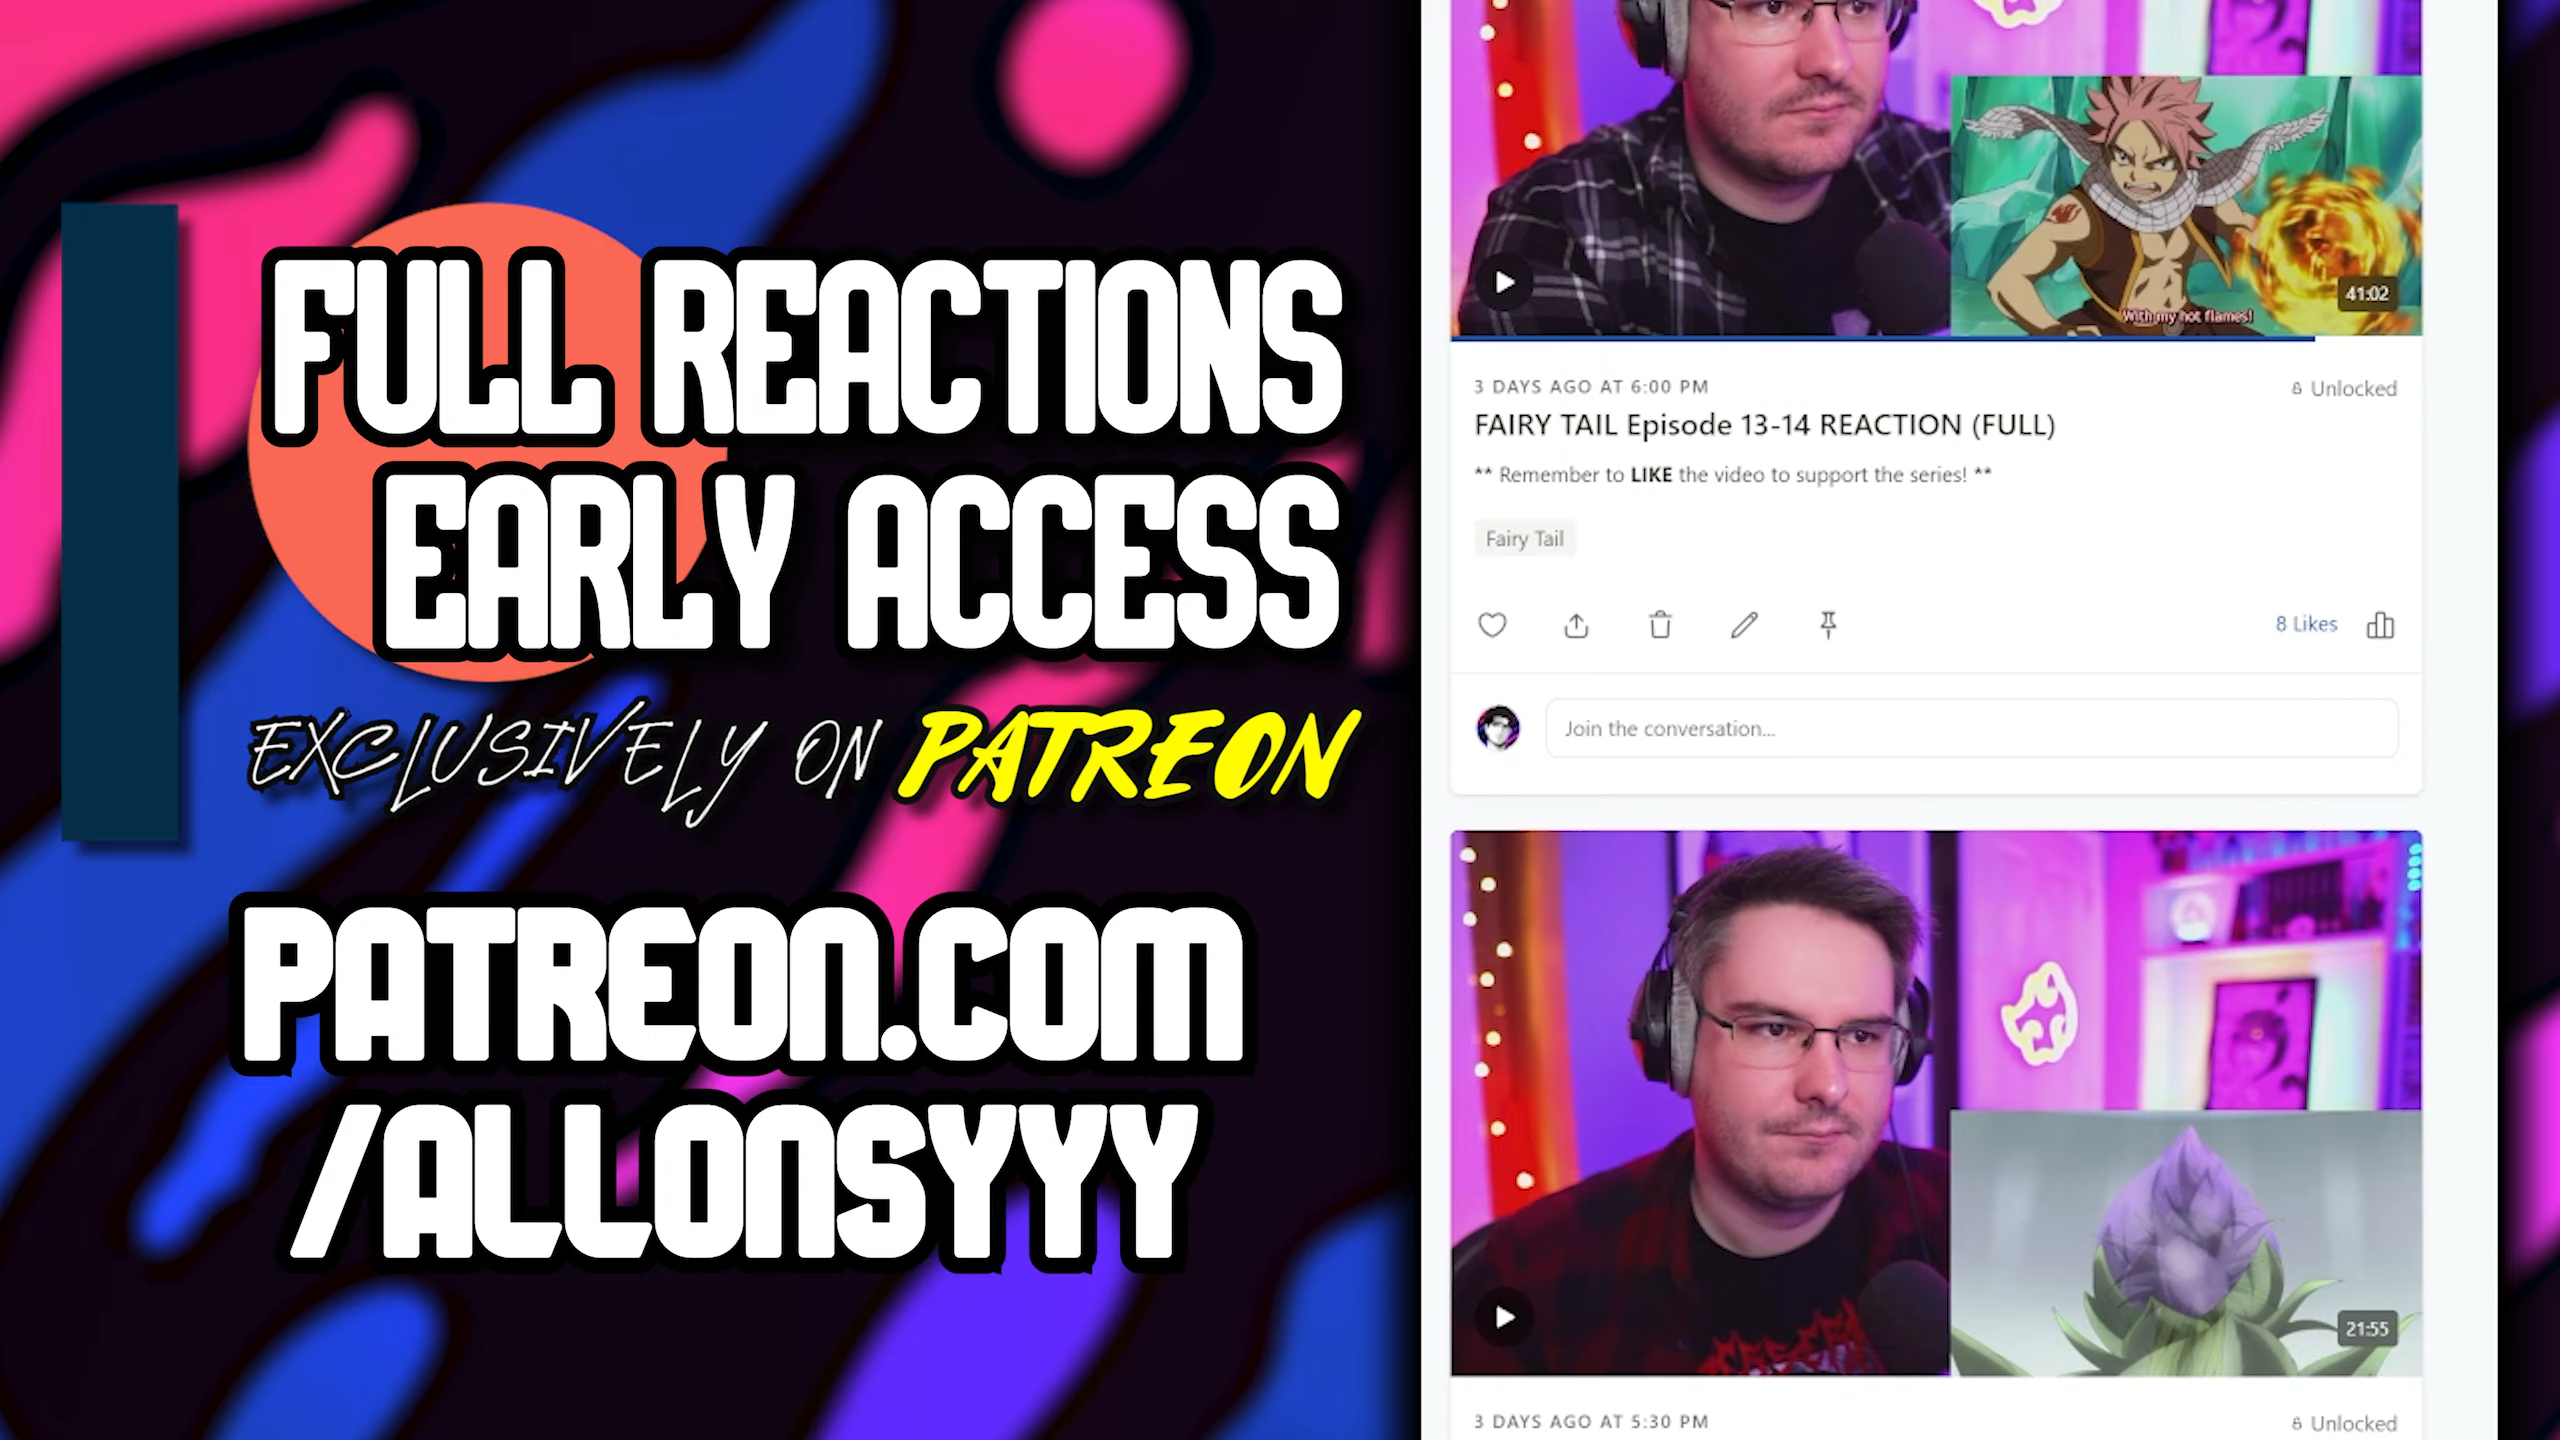 FULL REACTIONS
EARLY ACCESS
EXCLUSIVELY ON PATREON
PATREON.COM
/ALLONSYYY
With my hot flames!
41:02
3 DAYS AGO AT 6:00 PM
Unlocked
FAIRY TAIL Episode 13-14 REACTION (FULL)
** Remember to LIKE the video to support the series! **
Fairy Tail
8 Likes
Join the conversation...
21:55
3 DAYS AGO AT 5:30 PM
Unlocked